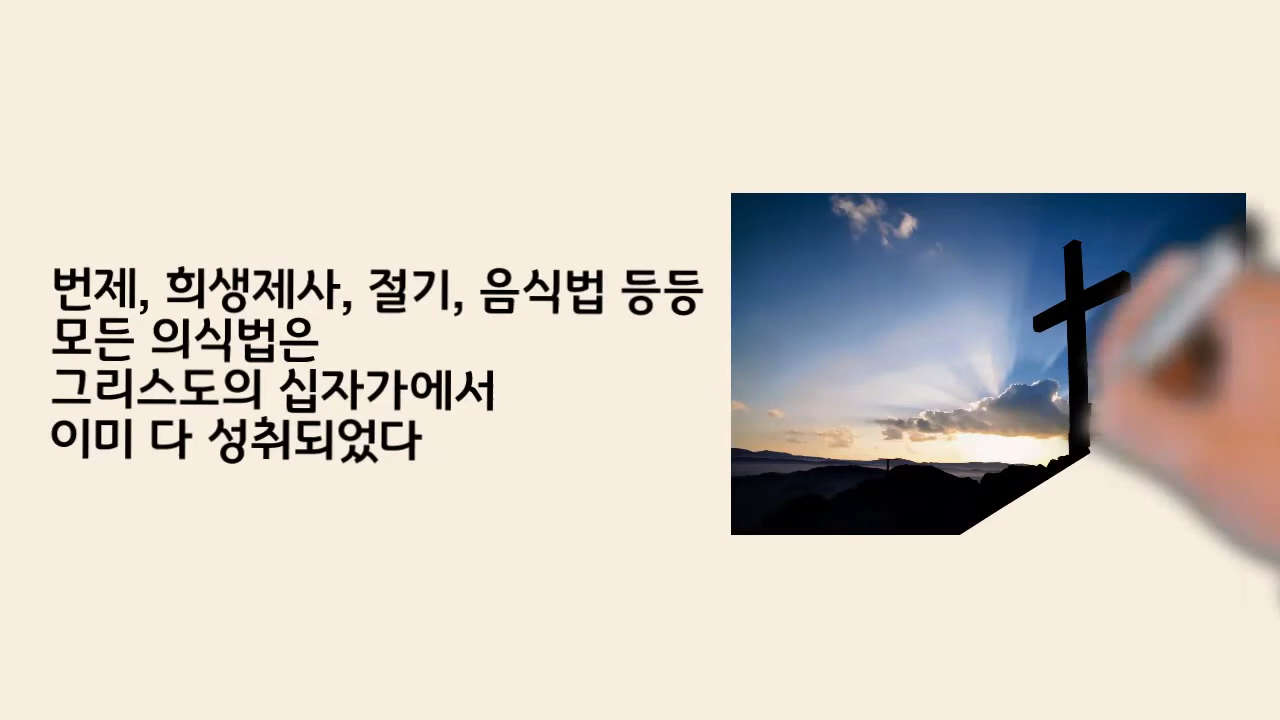 번제, 희생제사, 절기, 음식법 등등
모든 의식법은
그리스도의 십자가에서
이미 다 성취되었다